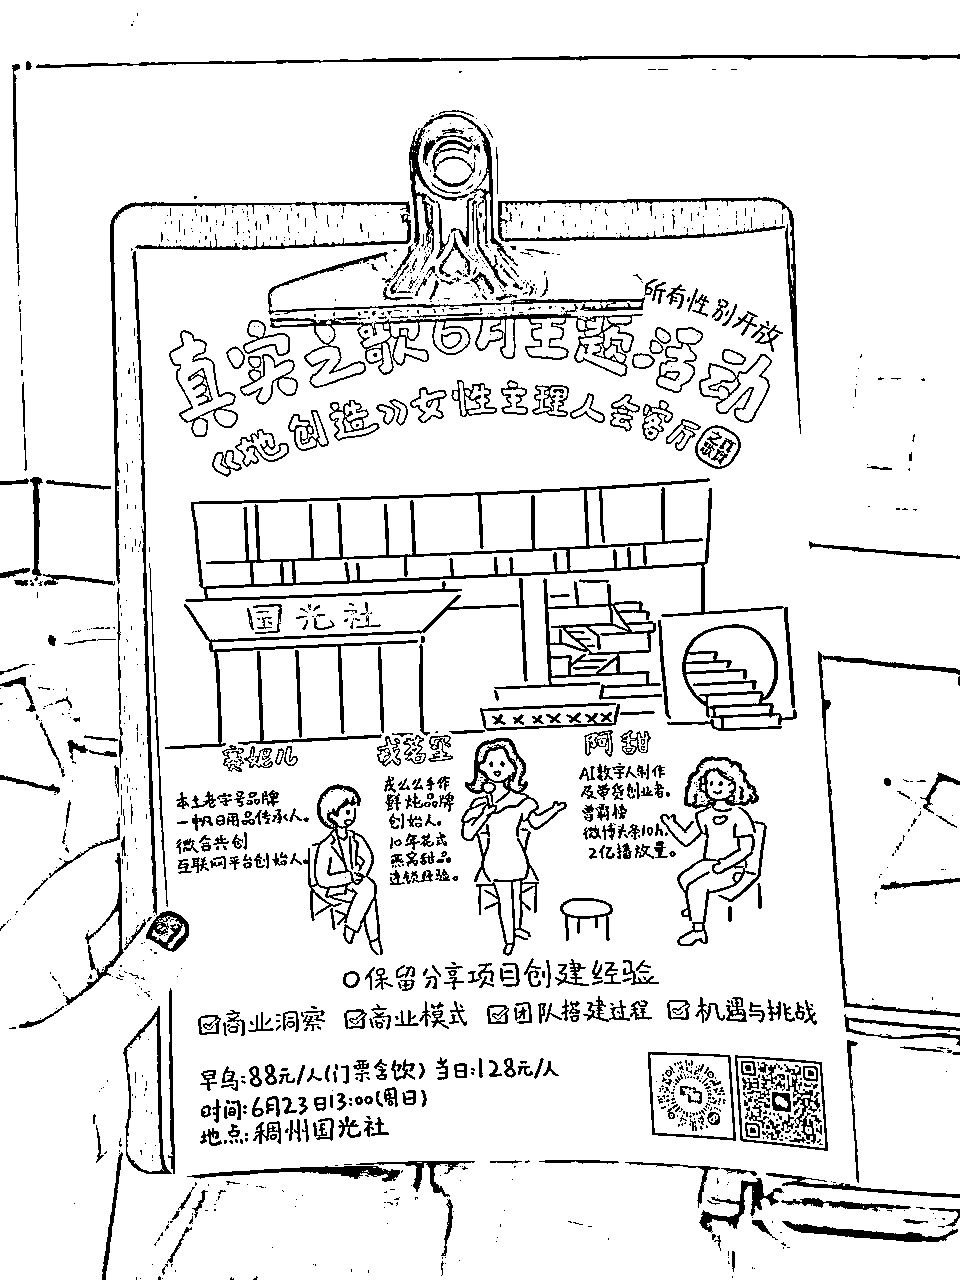 所有性别开放
真实之歌6月主题活动
《她创造》女性主理人会客厅
国光社
赛妮儿
本土老字号品牌
一帆日用品传承人。
微合共创
互联网平台创始人。
戎茗坚
戎么么手作
鲜炖品牌
创始人。
10年花式
燕窝甜品
连锁经验。
阿甜
AI数字人制作
及带货创业者。
曾霸榜
微博头条10h,
2亿播放量。
保留分享项目创建经验
商业洞察 商业模式 团队搭建过程 机遇与挑战
早鸟:88元/人(门票含饮) 当日:128元/人
时间:6月23日13:00(周日)
地点:稠州国光社